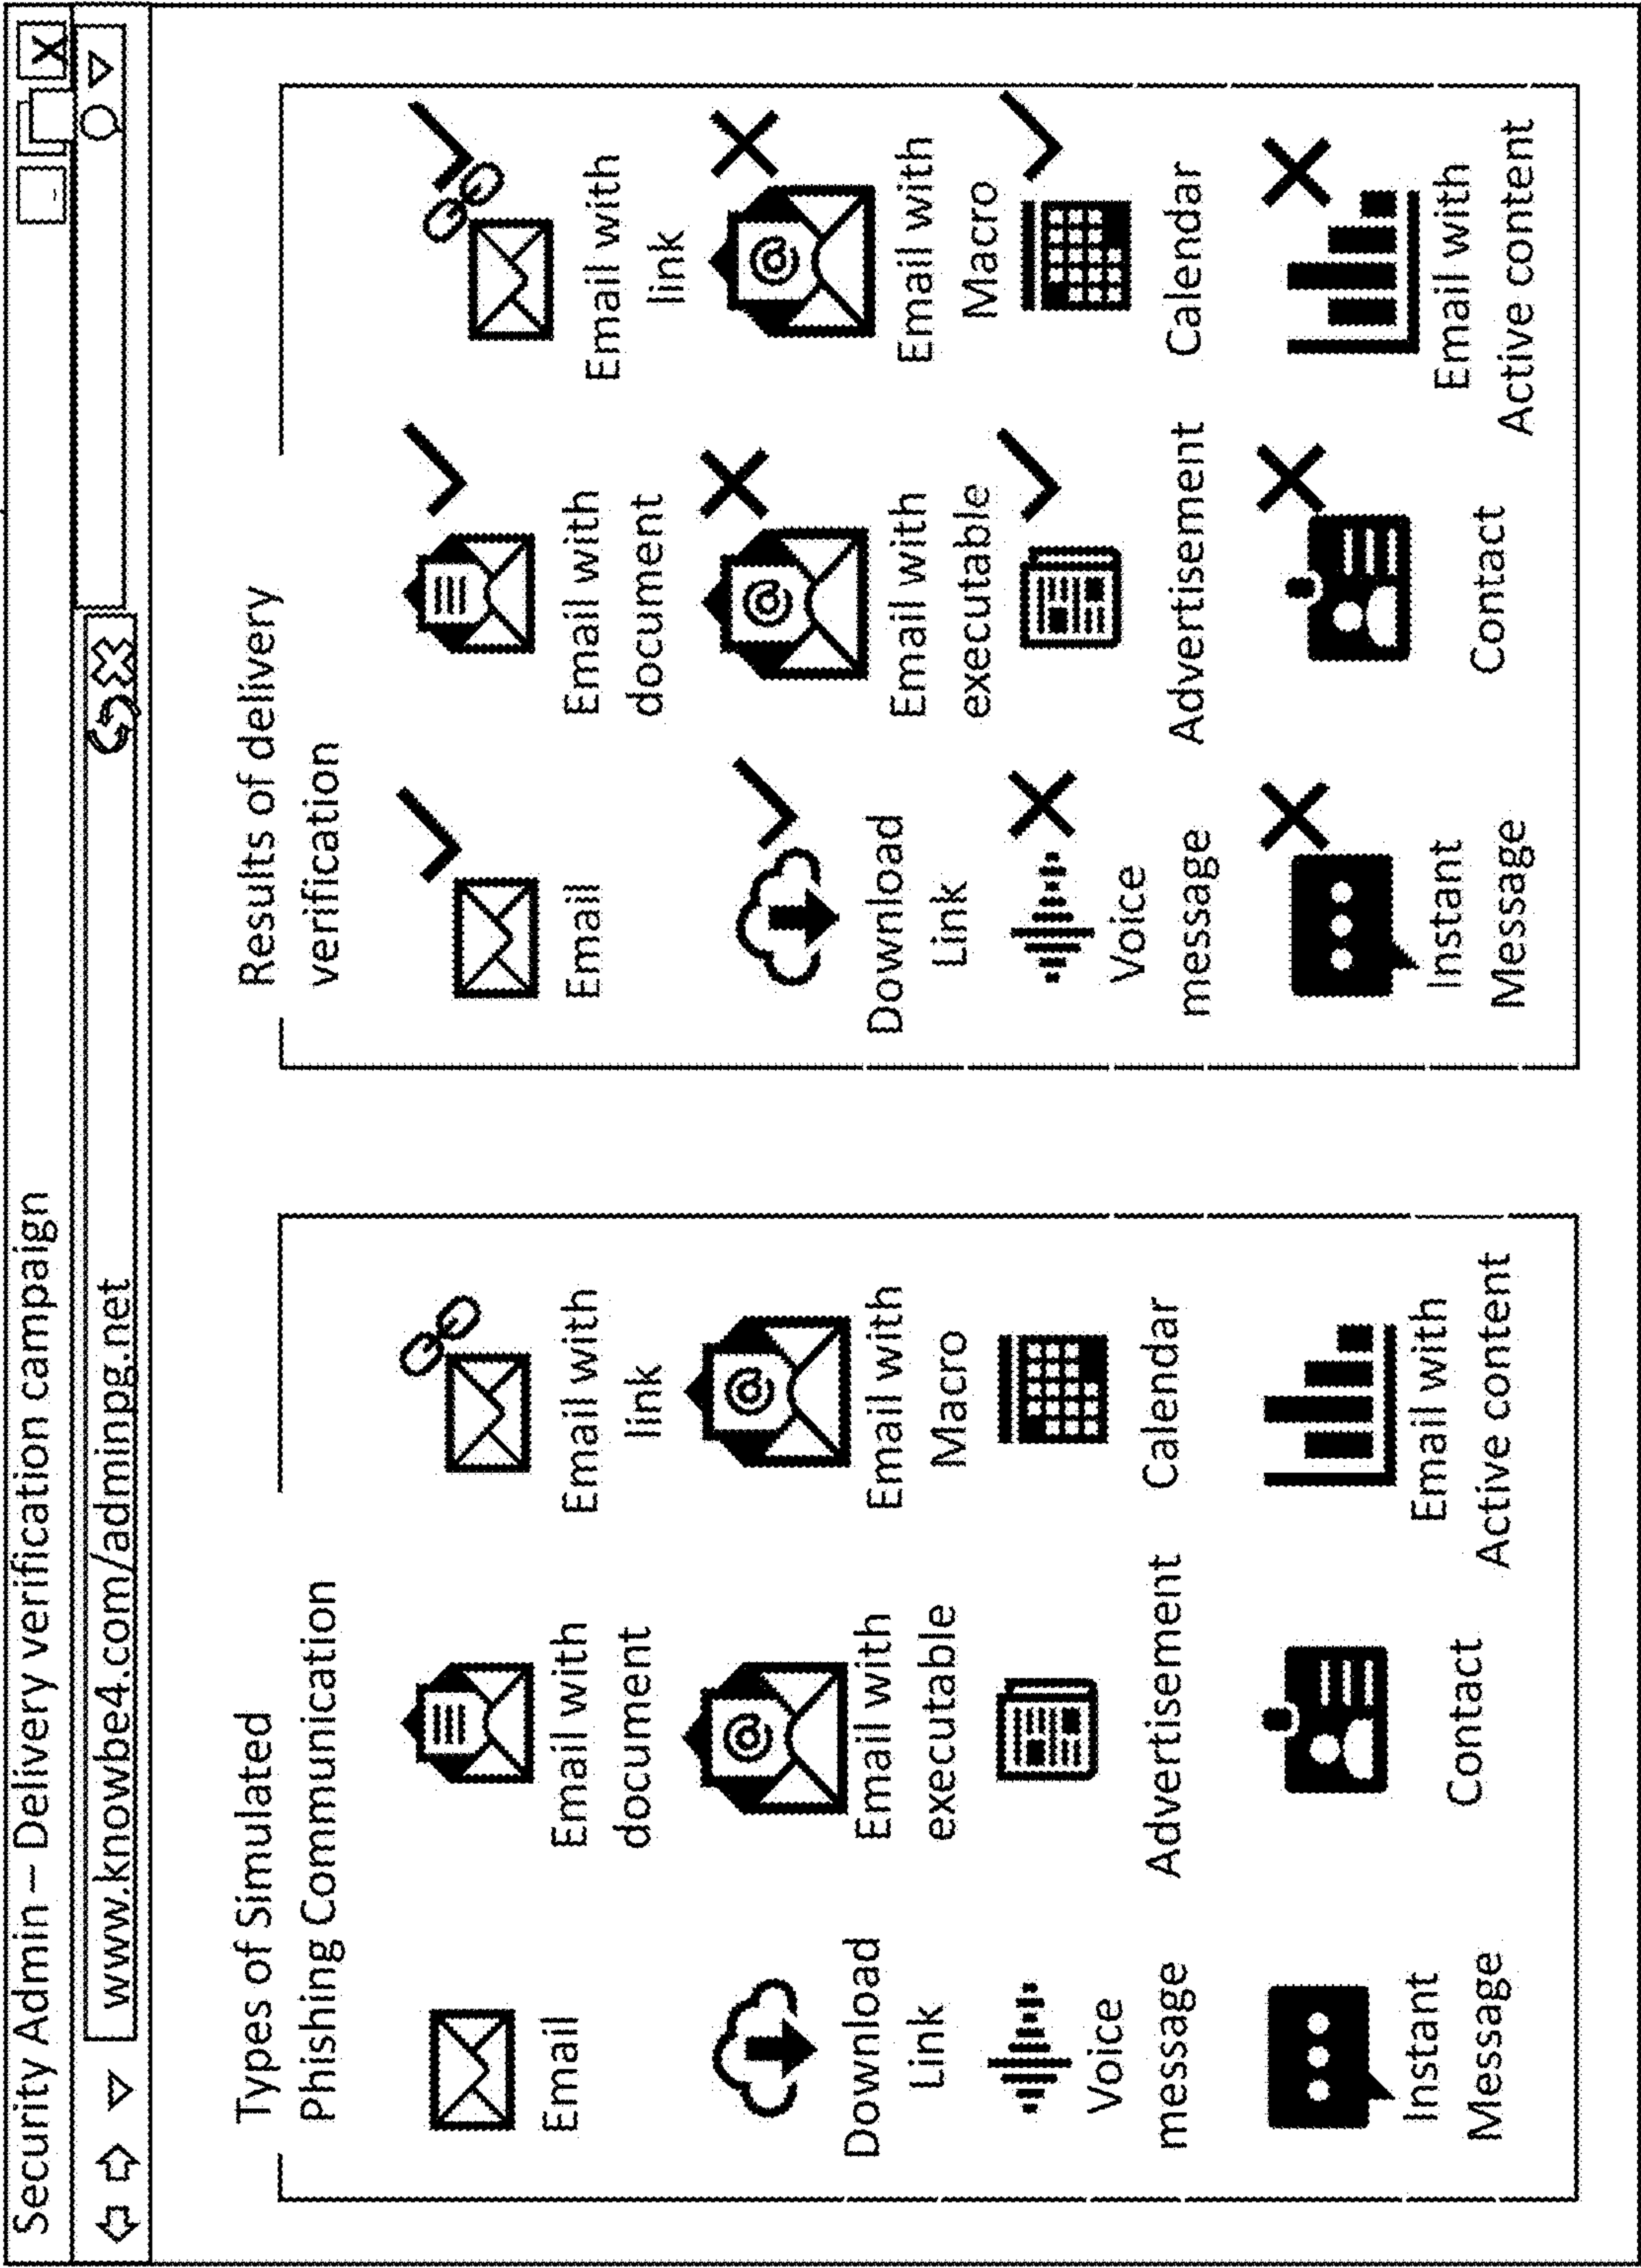 Security Admin – Delivery verification campaign
X
www.knowbe4.com/adminpg.net
Types of Simulated
Phishing Communication
Email
Email with
document
Email with
link
Download
Link
Email with
executable
Email with
Macro
Voice
message
Advertisement
Calendar
Instant
Message
Contact
Email with
Active content
Results of delivery
verification
Email
Email with
document
Email with
link
Download
Link
Email with
executable
Email with
Macro
Voice
message
Advertisement
Calendar
Instant
Message
Contact
Email with
Active content